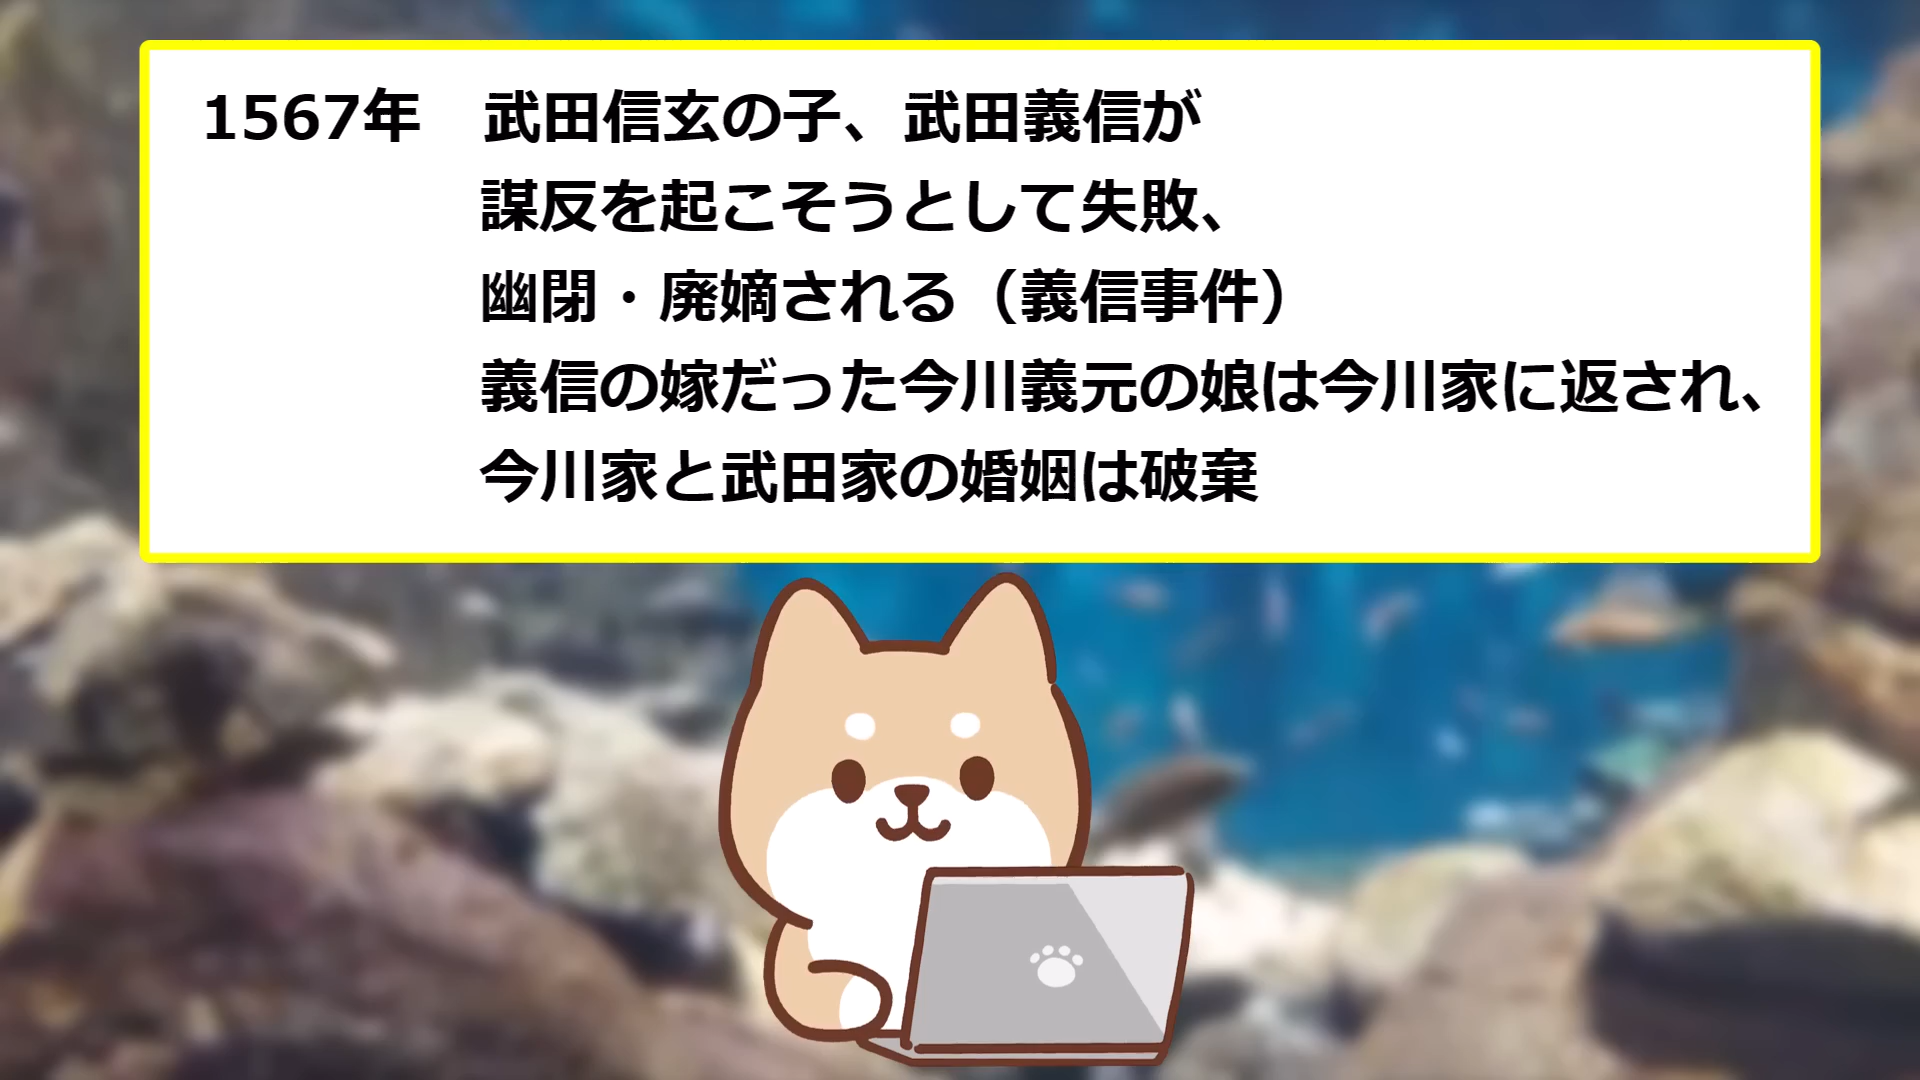 1567年　武田信玄の子、武田義信が
謀反を起こそうとして失敗、
幽閉・廃嫡される（義信事件）
義信の嫁だった今川義元の娘は今川家に返され、
今川家と武田家の婚姻は破棄